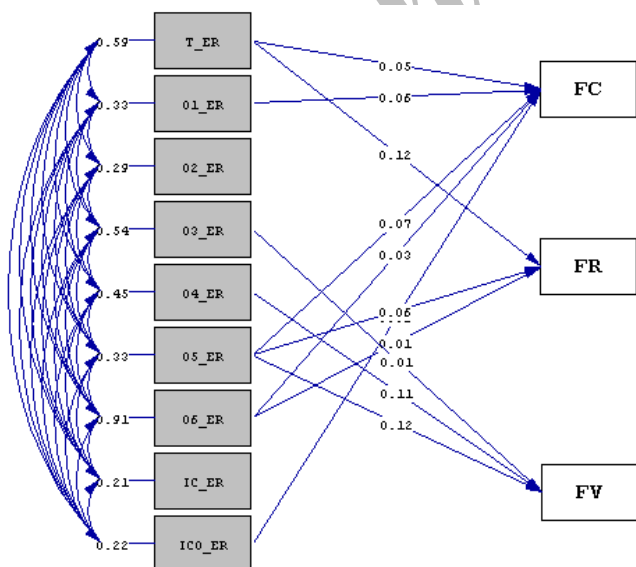 0.59 T_ER
0.05
FC
0.33 01_ER 0.06
0.12
0.29 02_ER
0.07
0.54 03_ER
0.03
FR
0.45 04_ER
0.06
0.01
0.33 05_ER
0.01
0.11
0.91 06_ER
0.12
0.21 IC_ER
FV
0.22 IC0_ER